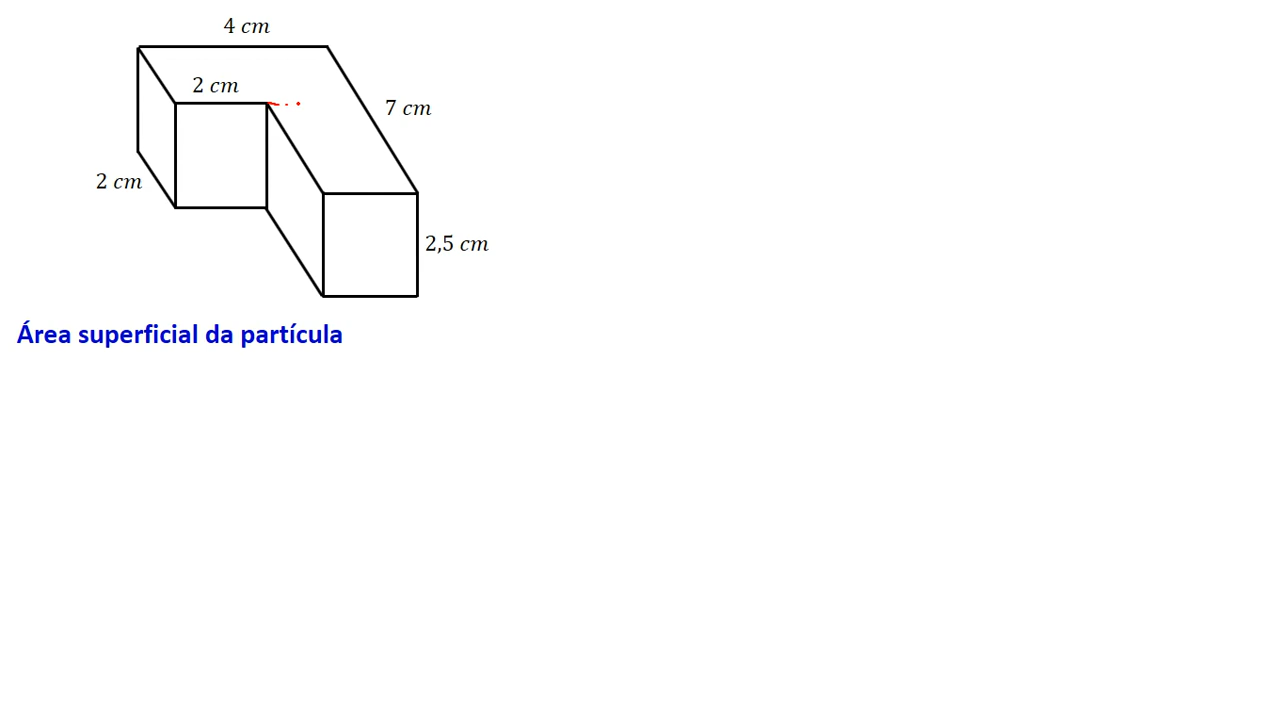 4 cm
2 cm
7 cm
2 cm
2,5 cm
Área superficial da partícula